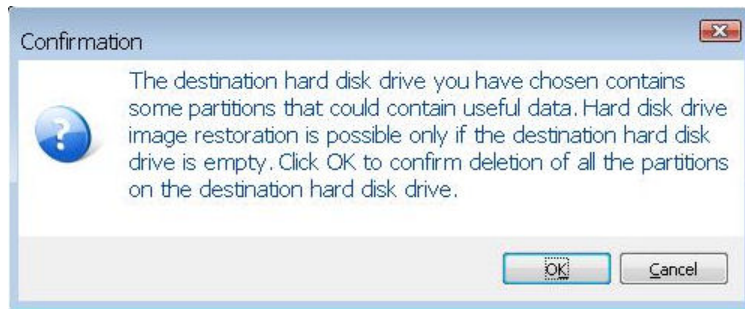 Confirmation
The destination hard disk drive you have chosen contains
some partitions that could contain useful data. Hard disk drive
image restoration is possible only if the destination hard disk
drive is empty. Click OK to confirm deletion of all the partitions
on the destination hard disk drive.
OK Cancel